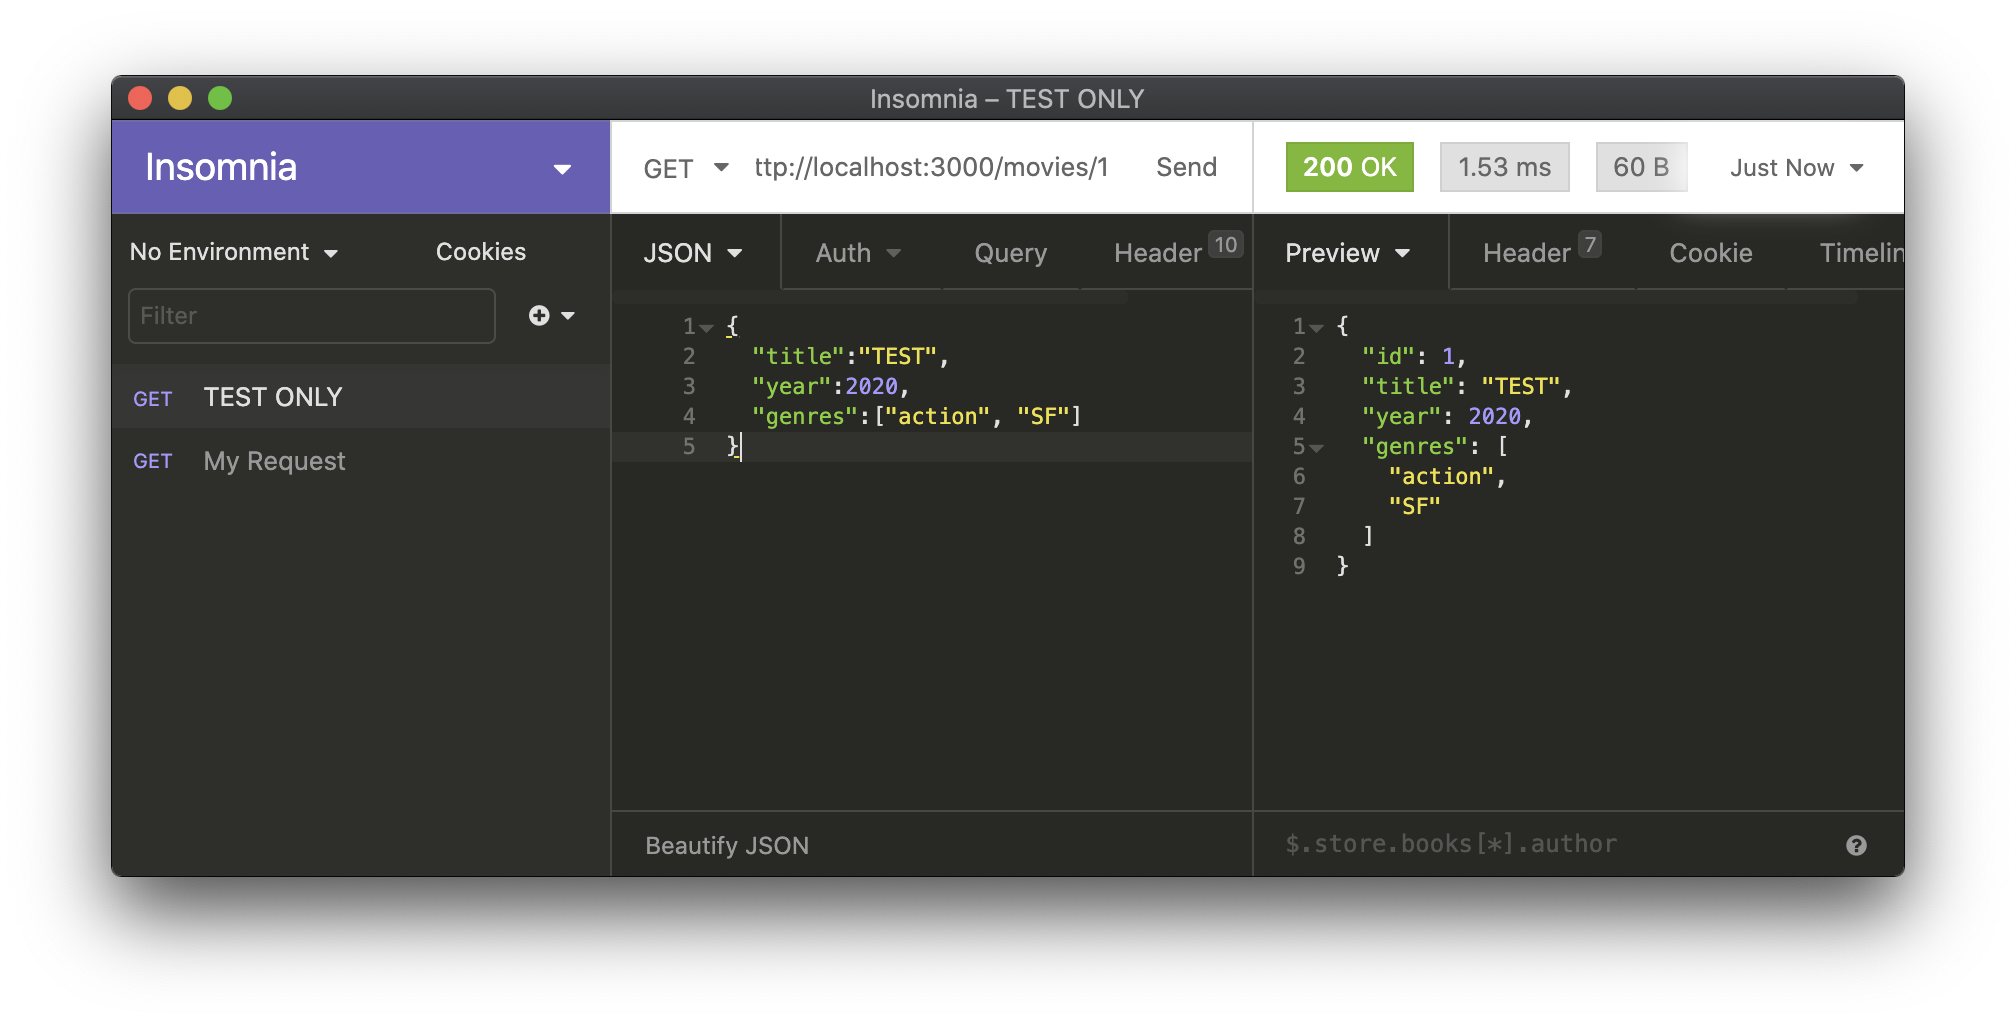 Insomnia – TEST ONLY
Insomnia
GET ttp://localhost:3000/movies/1 Send
200 OK 1.53 ms 60 B Just Now
No Environment Cookies
Filter
GET TEST ONLY
GET My Request
JSON Auth Query Header 10
1 {
2 "title":"TEST",
3 "year":2020,
4 "genres":["action", "SF"]
5 }
Beautify JSON
Preview Header 7 Cookie Timelin
1 {
2 "id": 1,
3 "title": "TEST",
4 "year": 2020,
5 "genres": [
6 "action",
7 "SF"
8 ]
9 }
$.store.books[*].author ?